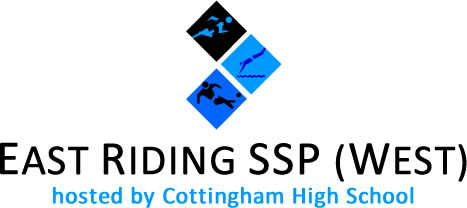 EAST RIDING SSP (WEST)
hosted by Cottingham High School